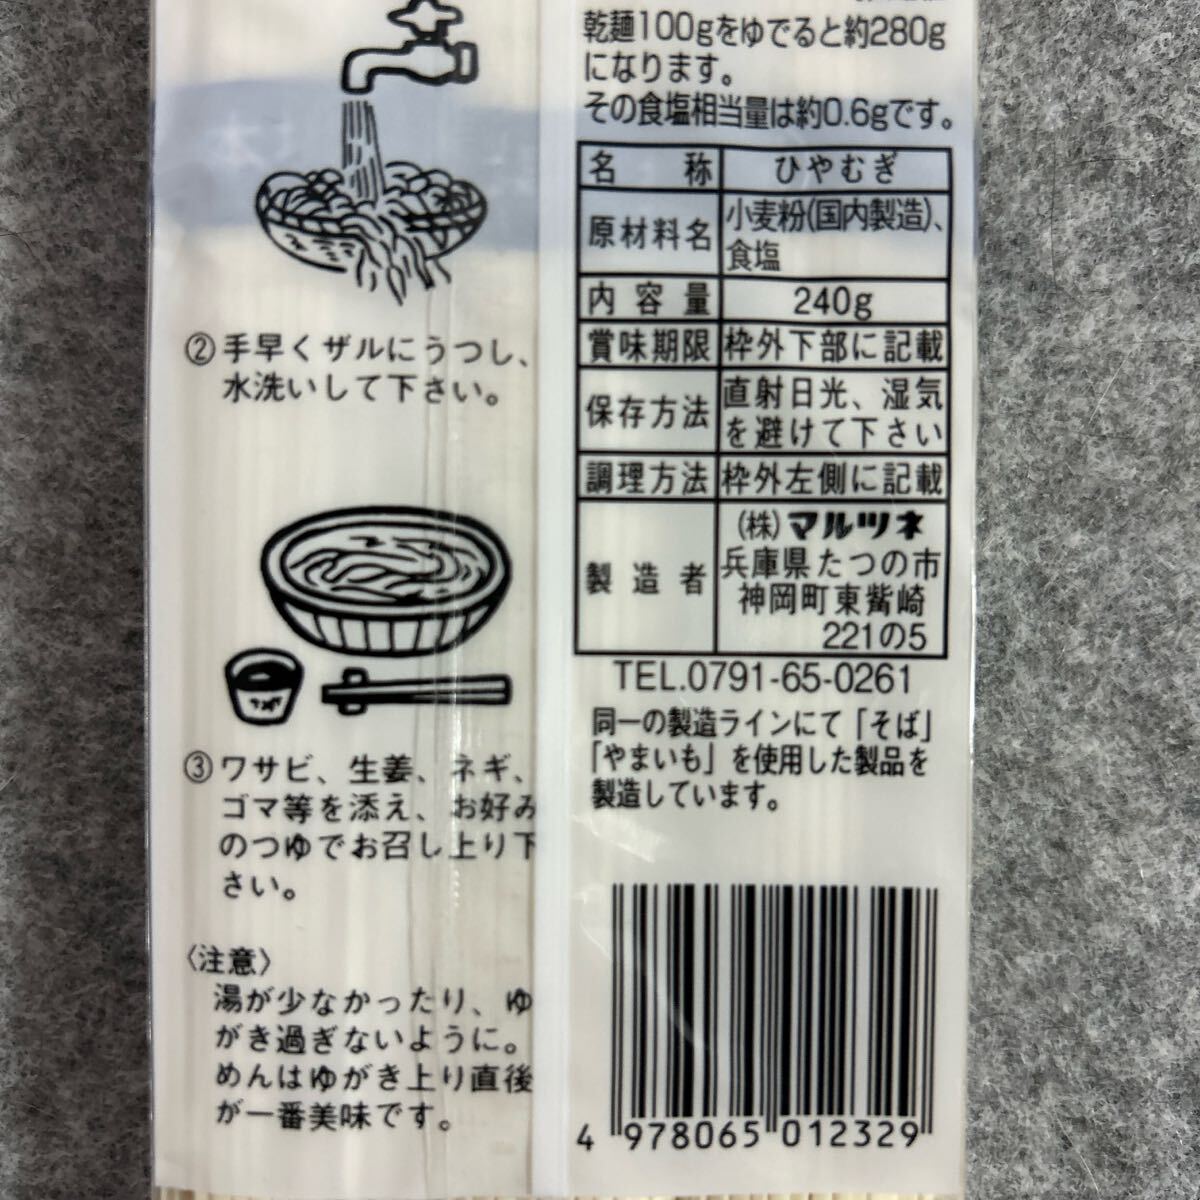 乾麺100gをゆでると約280g
になります。
その食塩相当量は約0.6gです。
名称 ひやむぎ
原材料名 小麦粉(国内製造)、
食塩
内容量 240g
賞味期限 枠外下部に記載
保存方法 直射日光、湿気
を避けて下さい
調理方法 枠外左側に記載
製造者 (株)マルツネ
兵庫県たつの市
神岡町東觜崎
221の5
TEL.0791-65-0261
同一の製造ラインにて「そば」
「やまいも」を使用した製品を
製造しています。
4 978065 012329
②手早くザルにうつし、
水洗いして下さい。
つゆ
③ワサビ、生姜、ネギ、
ゴマ等を添え、お好み
のつゆでお召し上り下
さい。
〈注意〉
湯が少なかったり、ゆ
がき過ぎないように。
めんはゆがき上り直後
が一番美味です。
本